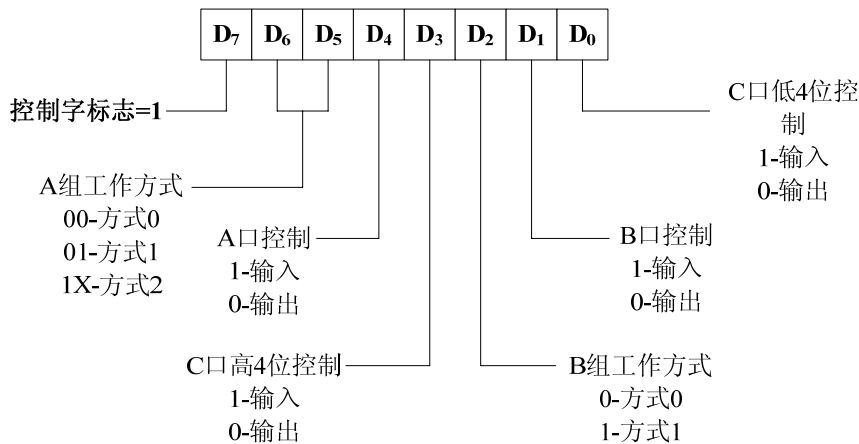 D₇ D₆ D₅ D₄ D₃ D₂ D₁ D₀
控制字标志=1
A组工作方式
00-方式0
01-方式1
1X-方式2
A口控制
1-输入
0-输出
C口高4位控制
1-输入
0-输出
B组工作方式
0-方式0
1-方式1
B口控制
1-输入
0-输出
C口低4位控
制
1-输入
0-输出